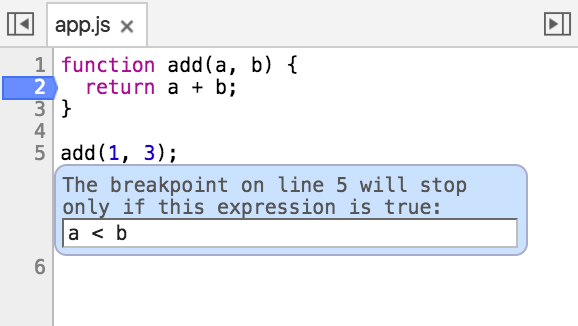 app.js ×
1 function add(a, b) {
2 return a + b;
3 }
4
5 add(1, 3);
The breakpoint on line 5 will stop
only if this expression is true:
a < b
6